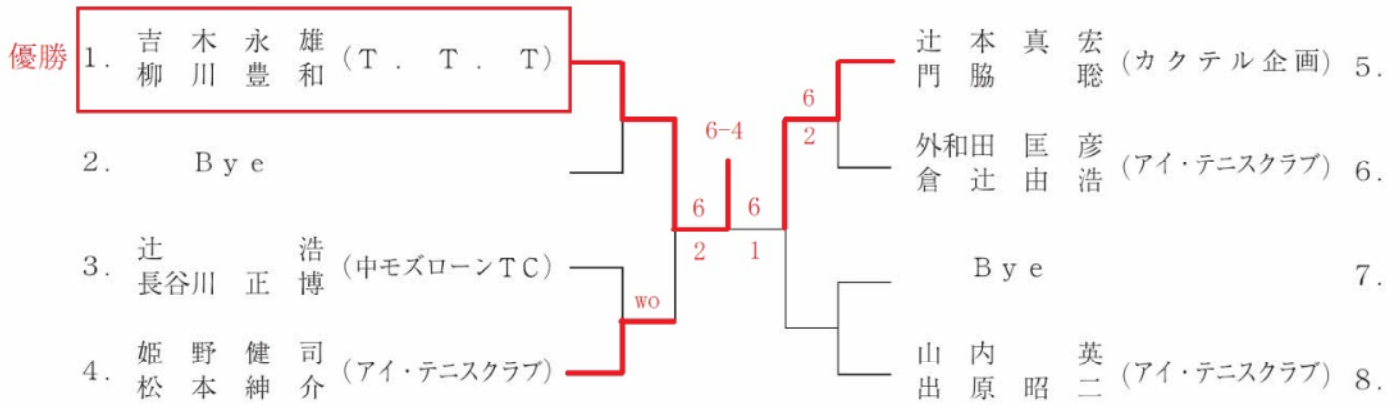 優勝
1. 吉木永雄 (T.T.T)
柳川豊和
2. Bye
3. 辻 浩 (中モズローンTC)
長谷川 正博
4. 姫野健司 (アイ・テニスクラブ)
松本紳介
WO
6
2
6-4
6
1
6
2
辻本真宏 (カクテル企画) 5.
門脇 聡
外和田 匡彦 (アイ・テニスクラブ) 6.
倉辻由浩
Bye 7.
山内 英 (アイ・テニスクラブ) 8.
出原昭二